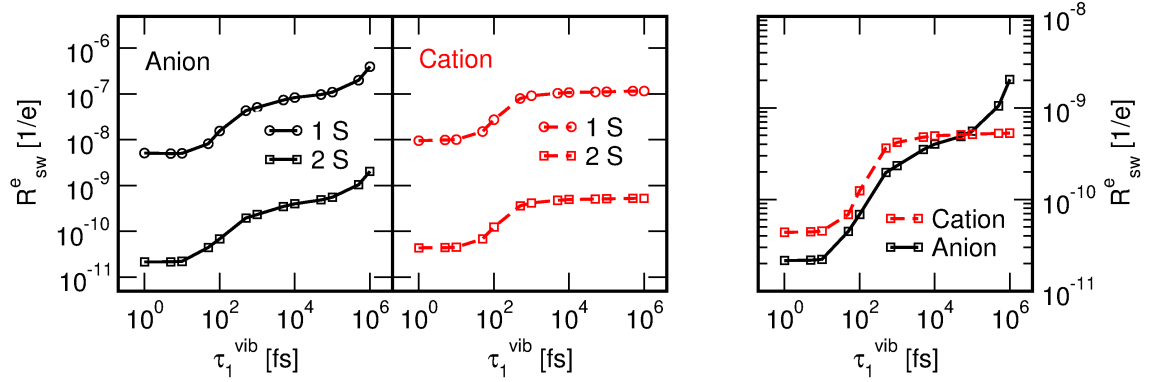 R^e_sw [1/e]
10^-6
10^-7
10^-8
10^-9
10^-10
10^-11
Anion
1 S
2 S
10^0 10^2 10^4 10^6
τ_1^vib [fs]
Cation
1 S
2 S
10^0 10^2 10^4 10^6
τ_1^vib [fs]
Cation
Anion
10^0 10^2 10^4 10^6
τ_1^vib [fs]
10^-8
10^-9
10^-10
10^-11
R^e_sw [1/e]